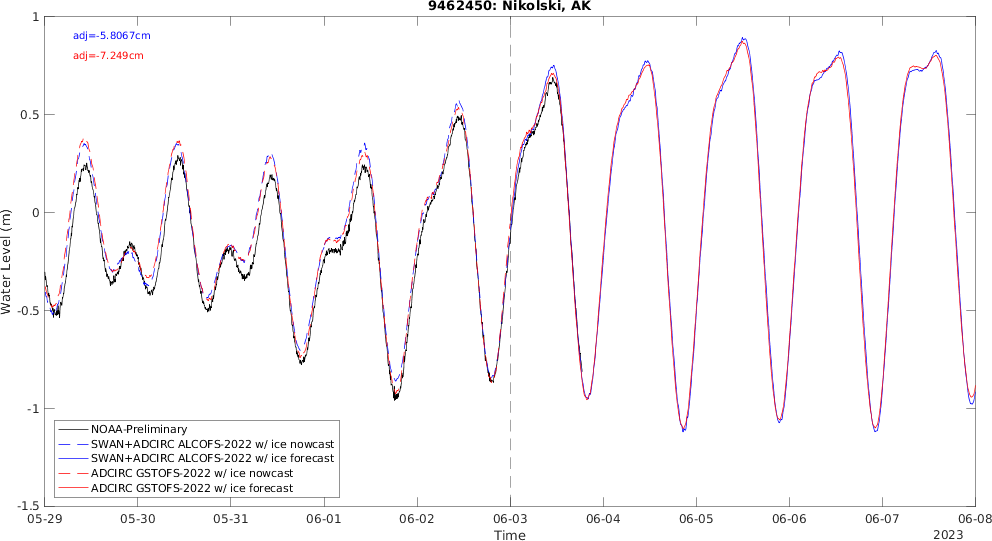 9462450: Nikolski, AK
adj=-5.8067cm
adj=-7.249cm
1
0.5
0
-0.5
-1
-1.5
Water Level (m)
NOAA-Preliminary
SWAN+ADCIRC ALCOFS-2022 w/ ice nowcast
SWAN+ADCIRC ALCOFS-2022 w/ ice forecast
ADCIRC GSTOFS-2022 w/ ice nowcast
ADCIRC GSTOFS-2022 w/ ice forecast
05-29 05-30 05-31 06-01 06-02 06-03 06-04 06-05 06-06 06-07 06-08
Time
2023